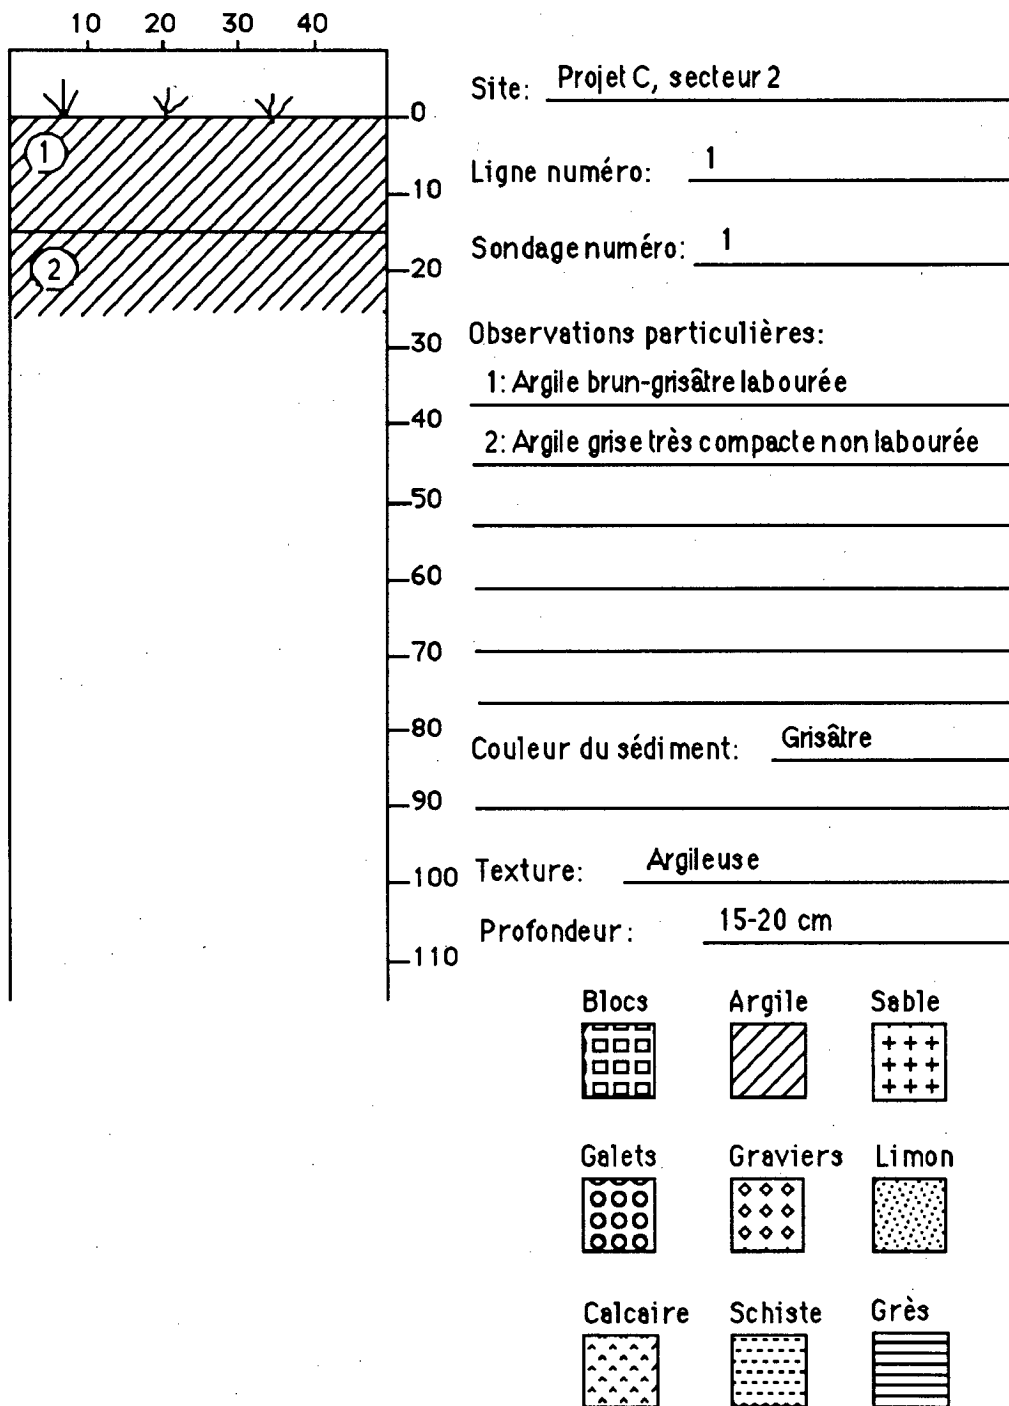 10 20 30 40
Site: Projet C, secteur 2
0
1
Ligne numéro: 1
10
Sondage numéro: 1
2
20
30
Observations particulières:
1: Argile brun-grisâtre labourée
40
2: Argile grise très compacte non labourée
50
60
70
80
Couleur du sédiment: Grisâtre
90
100
Texture: Argileuse
Profondeur: 15-20 cm
110
Blocs Argile Sable
Galets Graviers Limon
Calcaire Schiste Grès